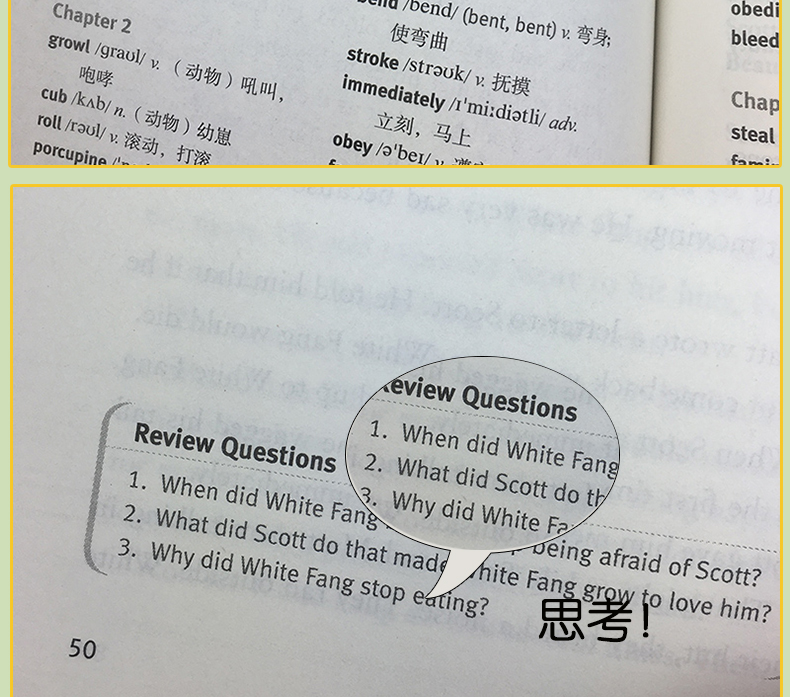 Chapter 2
growl /ɡraʊl/ v.（动物）吼叫，
咆哮
cub /kʌb/ n.（动物）幼崽
roll /rəʊl/ v. 滚动，打滚
porcupine
/bend/ (bent, bent) v. 弯身;
使弯曲
stroke /strəʊk/ v. 抚摸
immediately /ɪˈmiːdiətli/ adv.
立刻，马上
obey /əˈbeɪ/ v.
bleed
steal
Review Questions
1. When did White Fang being afraid of Scott?
2. What did Scott do that made White Fang grow to love him?
3. Why did White Fang stop eating?
Review Questions
1. When did White Fang
2. What did Scott do th
3. Why did White Fa
思考!
50